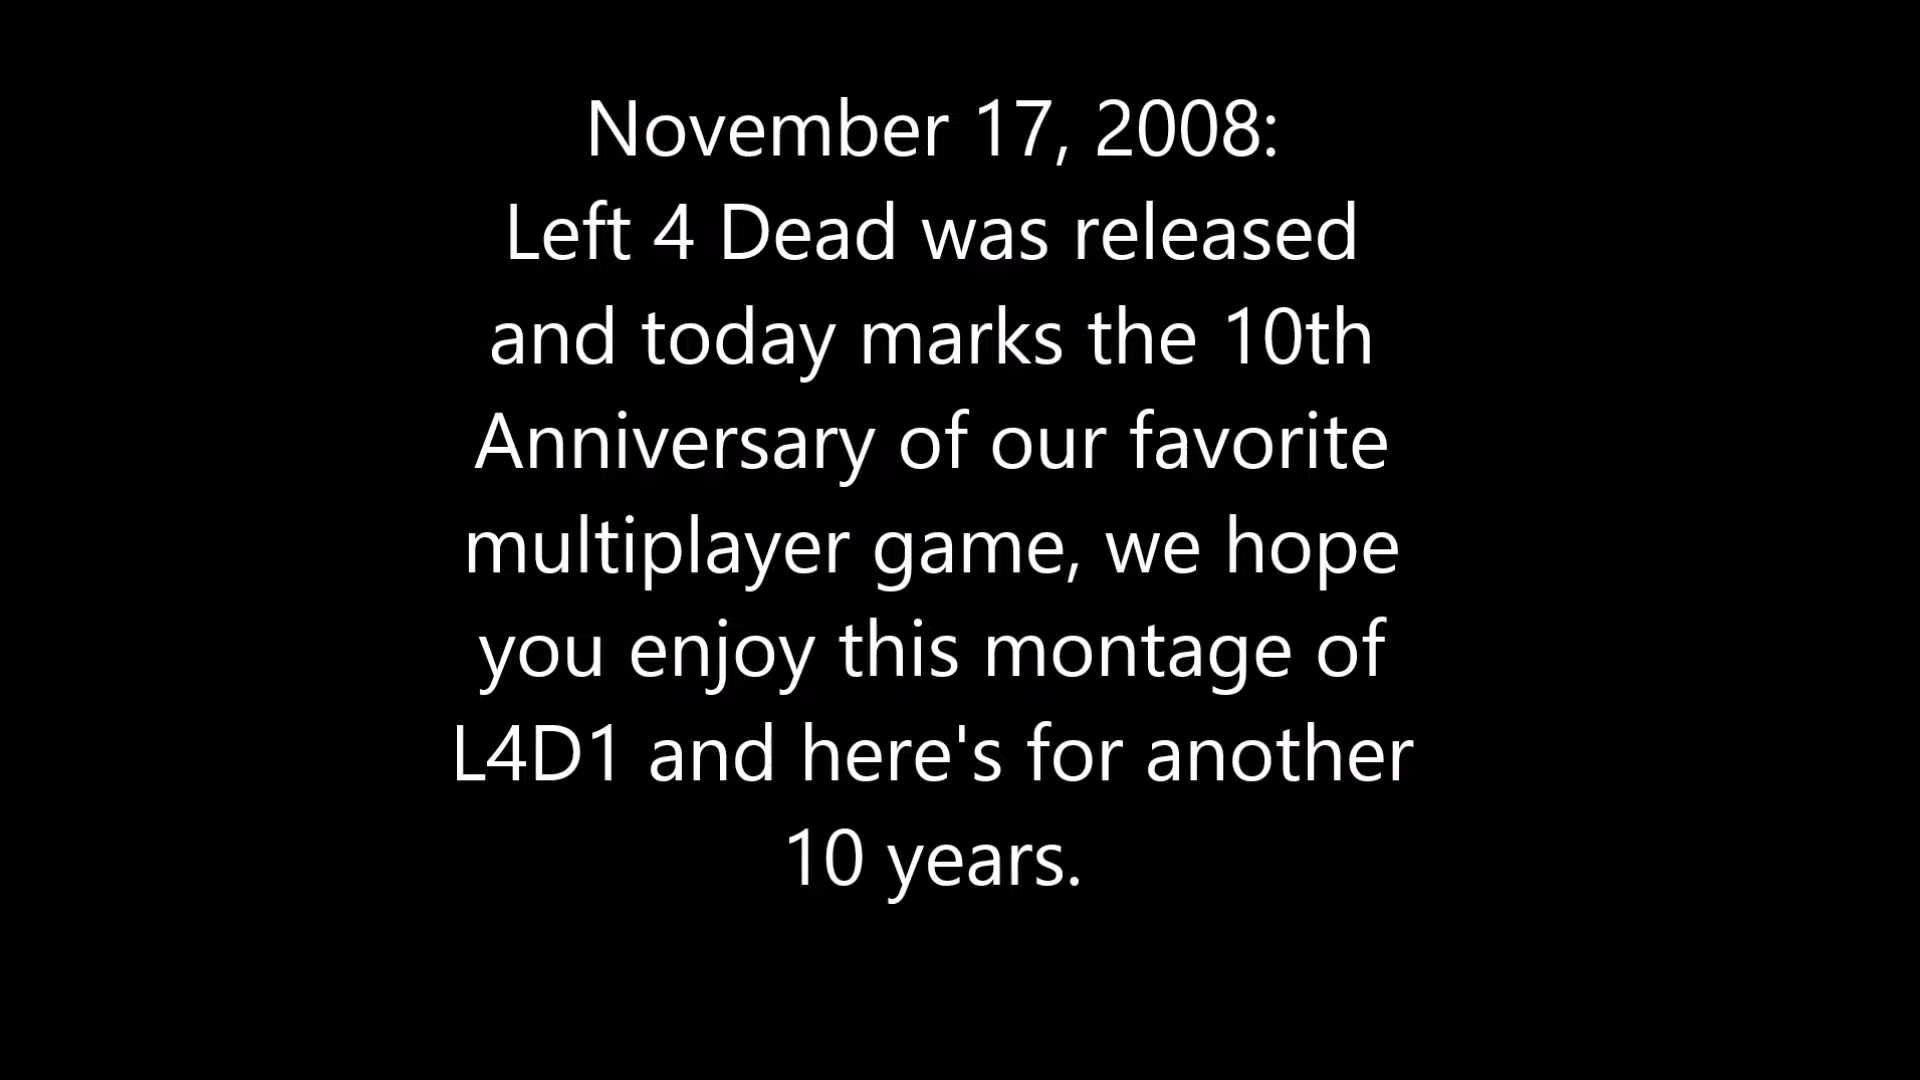 November 17, 2008:
Left 4 Dead was released
and today marks the 10th
Anniversary of our favorite
multiplayer game, we hope
you enjoy this montage of
L4D1 and here's for another
10 years.